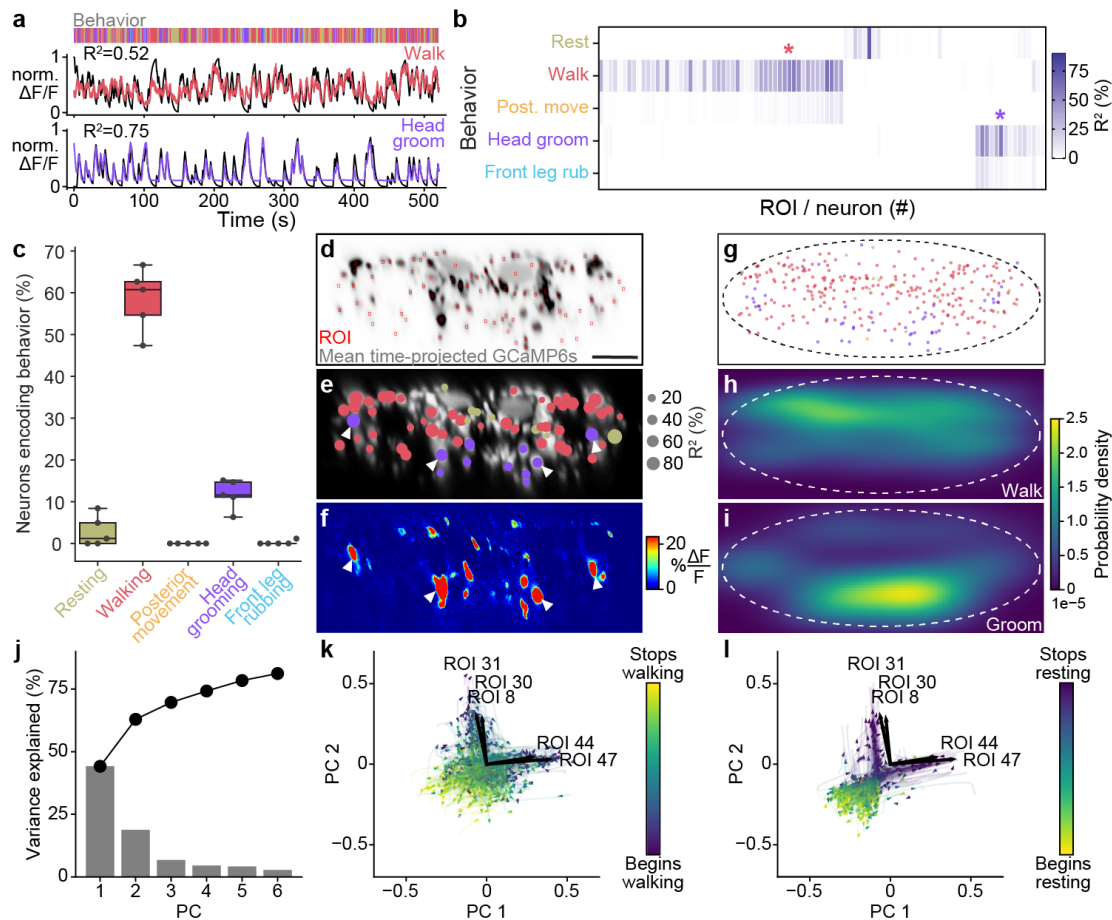 a
Behavior
R²=0.52
Walk
norm.
ΔF/F
1
0
R²=0.75
Head
groom
norm.
ΔF/F
1
0
0 100 200 300 400 500
Time (s)
b
Behavior
Rest
Walk
Post. move
Head groom
Front leg rub
*
*
ROI / neuron (#)
75
50
25
0
R² (%)
c
Neurons encoding behavior (%)
70
60
50
40
30
20
10
0
Resting
Walking
Posterior
movement
Head
grooming
Front leg
rubbing
d
ROI
Mean time-projected GCaMP6s
e
20
40
60
80
R² (%)
f
20
0
% ΔF
F
g
h
Walk
i
Groom
2.5
2.0
1.5
1.0
0.5
0
1e−5
Probability density
j
Variance explained (%)
75
50
25
0
1 2 3 4 5 6
PC
k
ROI 31
ROI 30
ROI 8
ROI 44
ROI 47
PC 2
0.5
0
−0.5
−0.5 0 0.5
PC 1
Stops
walking
Begins
walking
l
ROI 31
ROI 30
ROI 8
ROI 44
ROI 47
PC 2
0.5
0
−0.5
−0.5 0 0.5
PC 1
Stops
resting
Begins
resting